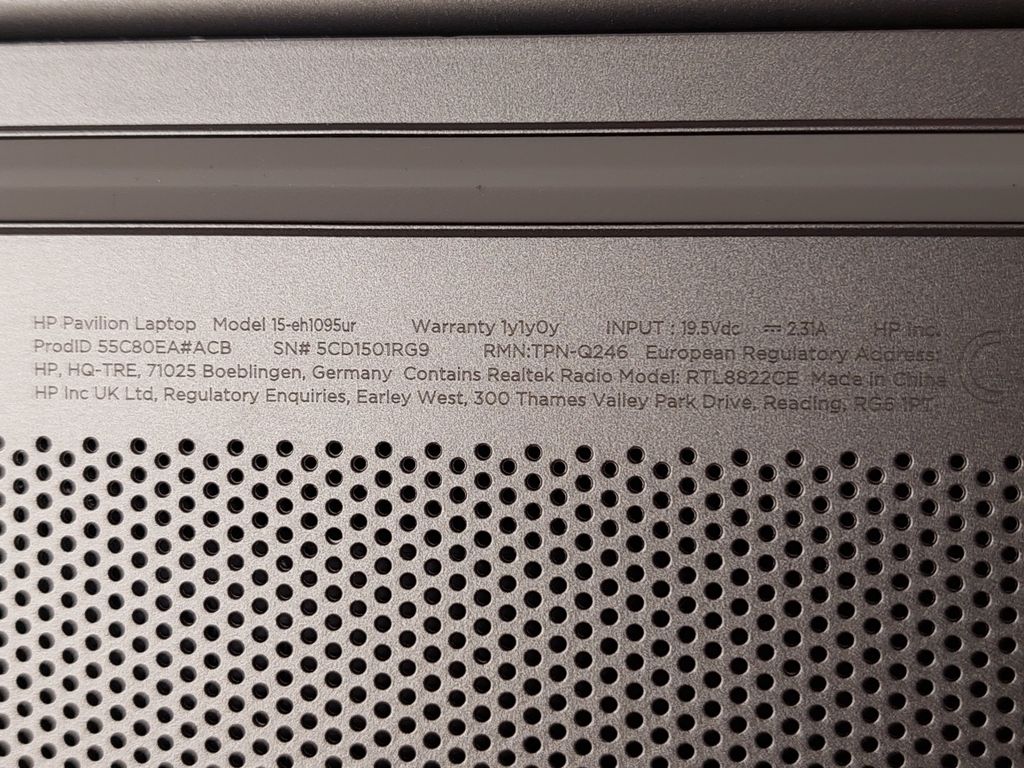 HP Pavilion Laptop Model 15-eh1095ur Warranty 1y1y0y INPUT : 19.5Vdc ⎓ 2.31A HP Inc.
ProdID 55C80EA#ACB SN# 5CD1501RG9 RMN:TPN-Q246 European Regulatory Address:
HP, HQ-TRE, 71025 Boeblingen, Germany Contains Realtek Radio Model: RTL8822CE Made in China
HP Inc UK Ltd, Regulatory Enquiries, Earley West, 300 Thames Valley Park Drive, Reading, RG6 1PT